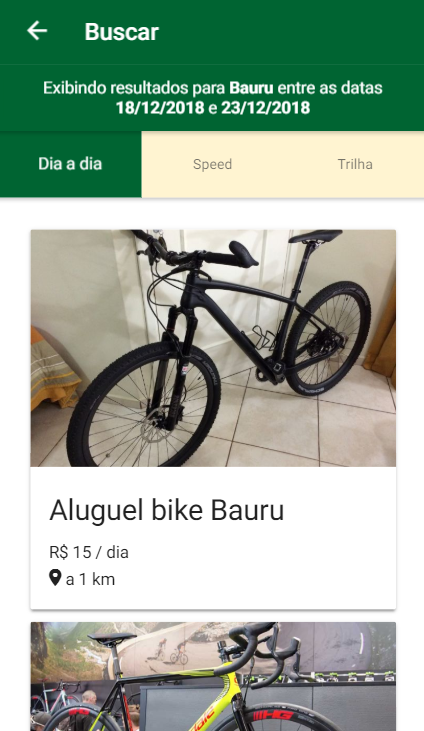 Buscar
Exibindo resultados para Bauru entre as datas
18/12/2018 e 23/12/2018
Dia a dia
Speed
Trilha
Aluguel bike Bauru
R$ 15 / dia
a 1 km